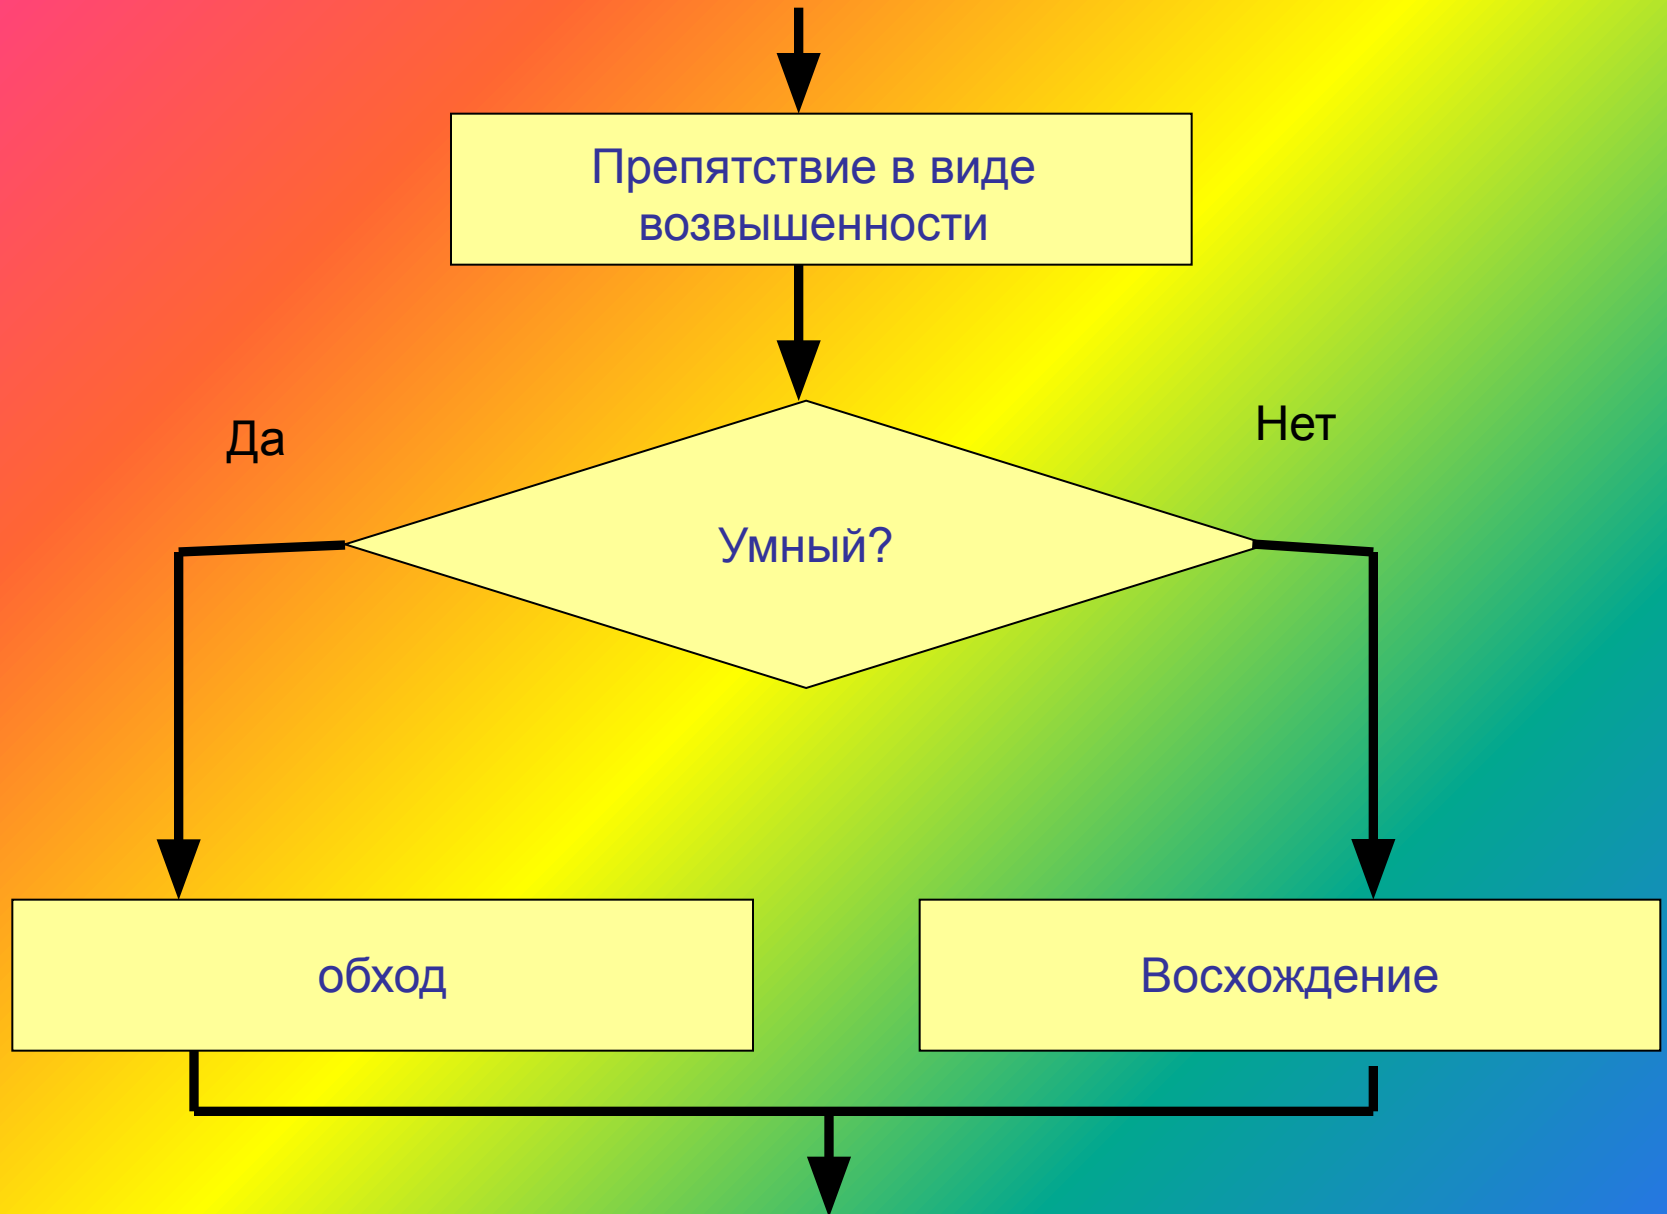 Препятствие в виде
возвышенности
Да
Нет
Умный?
обход
Восхождение